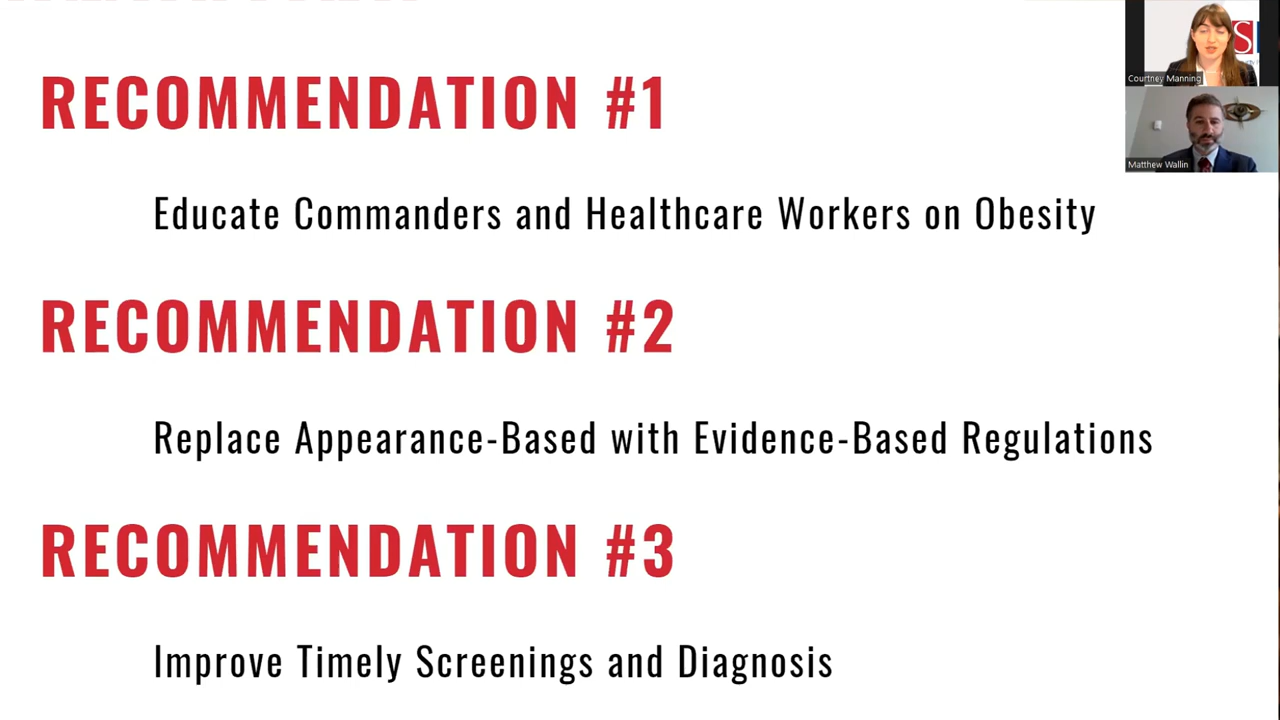 RECOMMENDATION #1
Educate Commanders and Healthcare Workers on Obesity
RECOMMENDATION #2
Replace Appearance-Based with Evidence-Based Regulations
RECOMMENDATION #3
Improve Timely Screenings and Diagnosis
S
Courtney Manning
Matthew Wallin